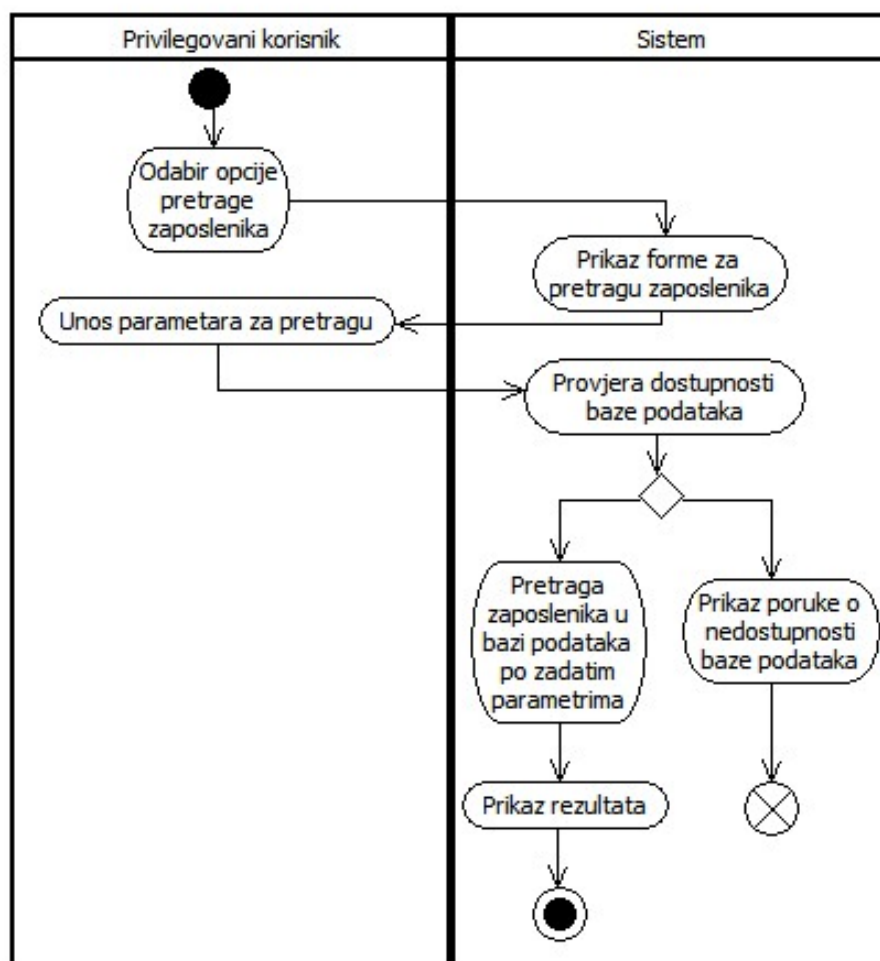 Privilegovani korisnik
Sistem
Odabir opcije
pretrage
zaposlenika
Prikaz forme za
pretragu zaposlenika
Unos parametara za pretragu
Provjera dostupnosti
baze podataka
Pretraga
zaposlenika u
bazi podataka
po zadatim
parametrima
Prikaz poruke o
nedostupnosti
baze podataka
Prikaz rezultata